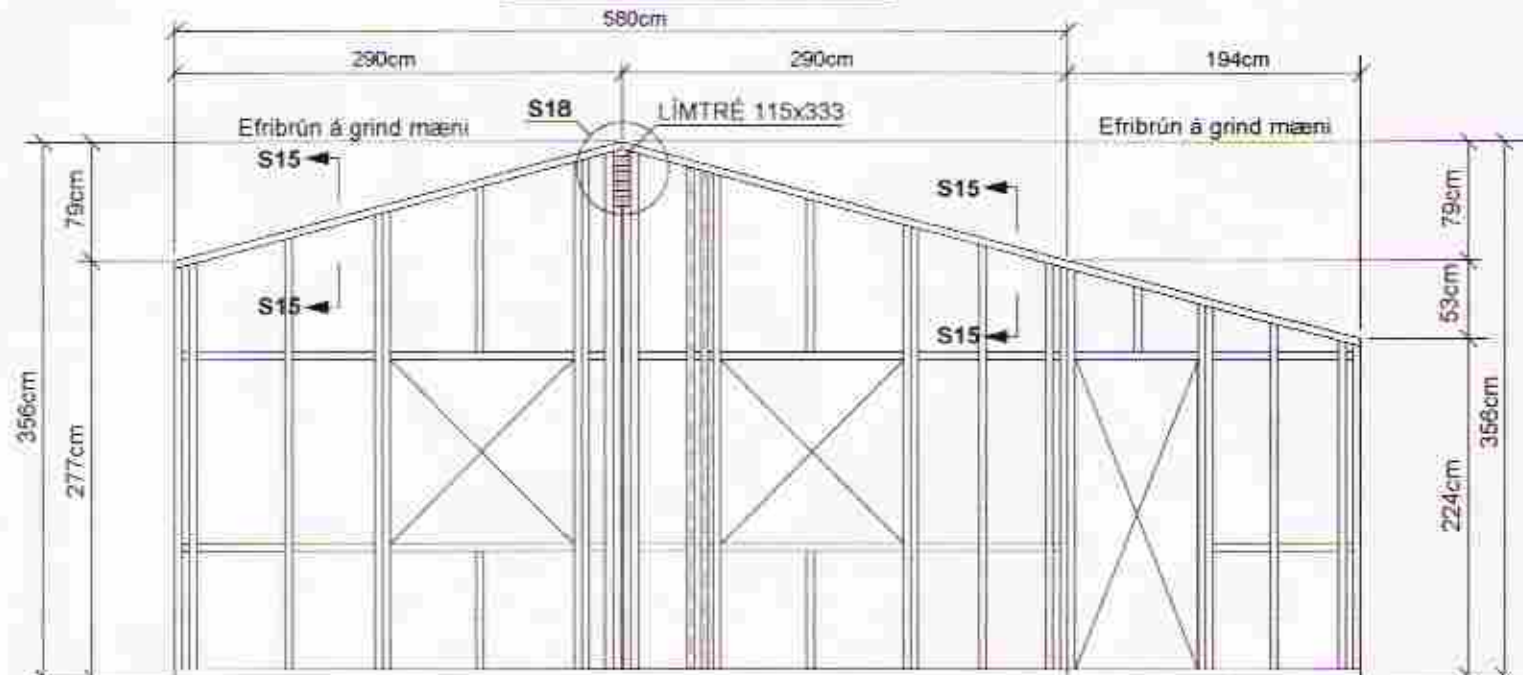 580cm
290cm
290cm
194cm
S18
LÍMTRÉ 115x333
Efribrún á grind mæni
Efribrún á grind mæni
S15
S15
79cm
79cm
S15
S15
53cm
356cm
277cm
356cm
224cm